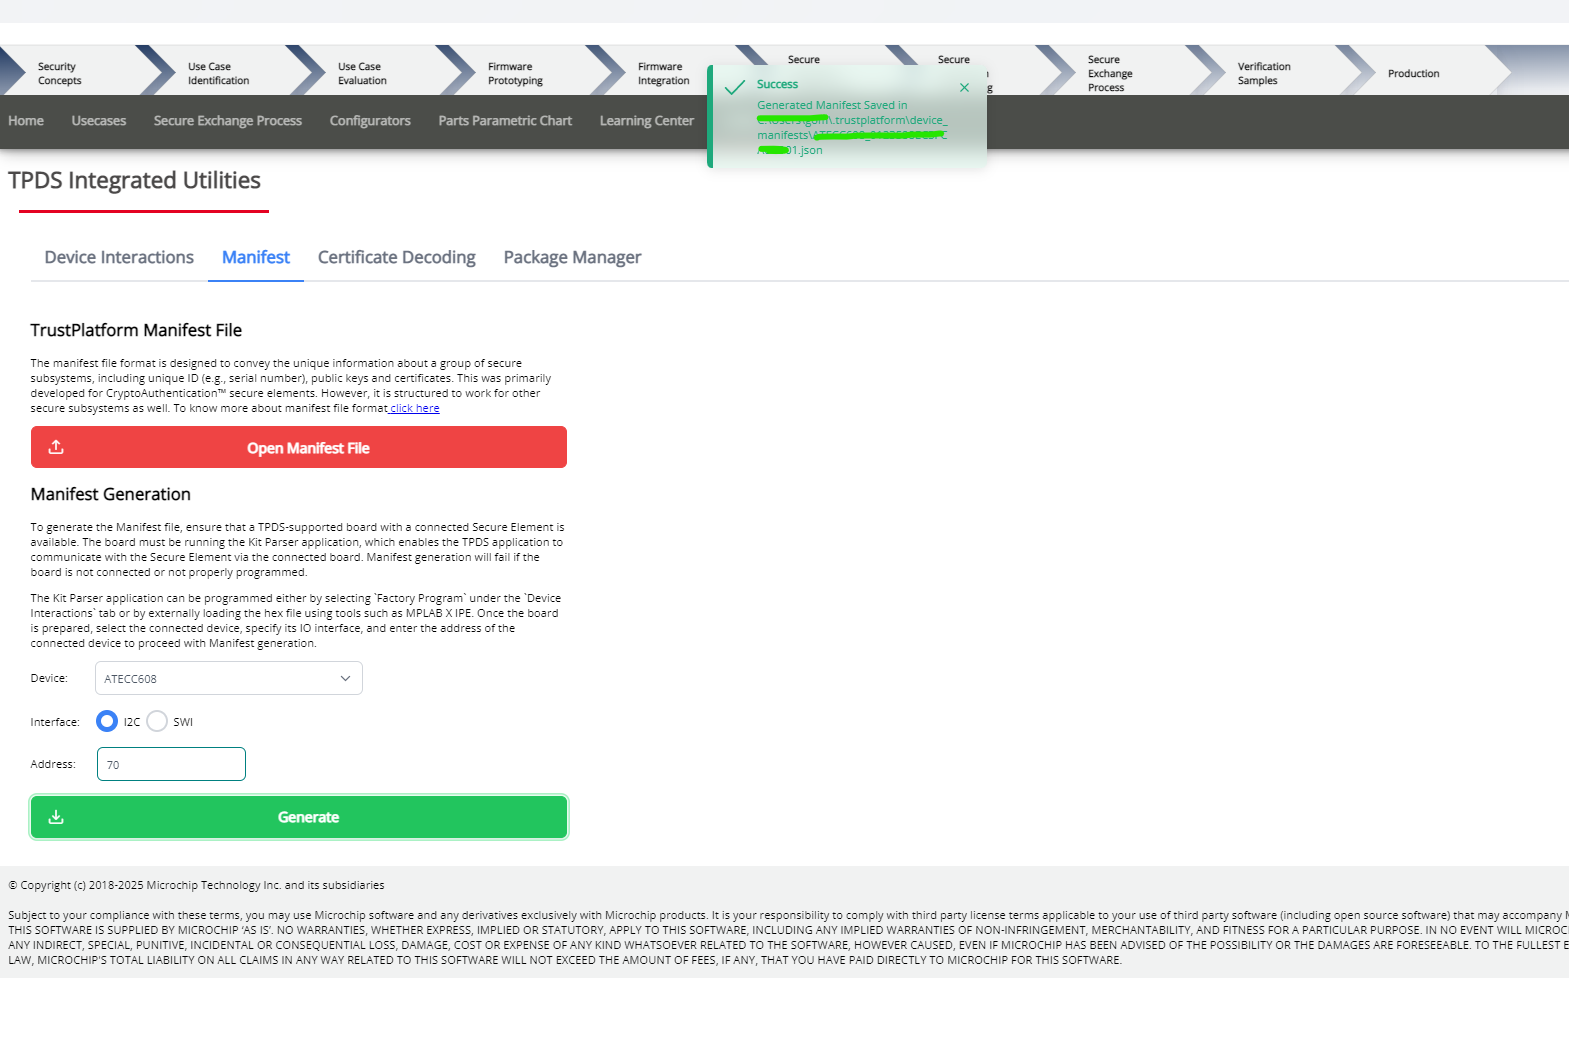 Security
Concepts
Use Case
Identification
Use Case
Evaluation
Firmware
Prototyping
Firmware
Integration
Secure
Secure
g
Secure
Exchange
Process
Verification
Samples
Production
Home
Usecases
Secure Exchange Process
Configurators
Parts Parametric Chart
Learning Center
Success
Generated Manifest Saved in
\.trustplatform\device_
manifests\
01.json
TPDS Integrated Utilities
Device Interactions
Manifest
Certificate Decoding
Package Manager
TrustPlatform Manifest File
The manifest file format is designed to convey the unique information about a group of secure
subsystems, including unique ID (e.g., serial number), public keys and certificates. This was primarily
developed for CryptoAuthentication™ secure elements. However, it is structured to work for other
secure subsystems as well. To know more about manifest file format click here
Open Manifest File
Manifest Generation
To generate the Manifest file, ensure that a TPDS-supported board with a connected Secure Element is
available. The board must be running the Kit Parser application, which enables the TPDS application to
communicate with the Secure Element via the connected board. Manifest generation will fail if the
board is not connected or not properly programmed.
The Kit Parser application can be programmed either by selecting `Factory Program` under the `Device
Interactions` tab or by externally loading the hex file using tools such as MPLAB X IPE. Once the board
is prepared, select the connected device, specify its IO interface, and enter the address of the
connected device to proceed with Manifest generation.
Device:
ATECC608
Interface:
I2C
SWI
Address:
70
Generate
© Copyright (c) 2018-2025 Microchip Technology Inc. and its subsidiaries
Subject to your compliance with these terms, you may use Microchip software and any derivatives exclusively with Microchip products. It is your responsibility to comply with third party license terms applicable to your use of third party software (including open source software) that may accompany M
THIS SOFTWARE IS SUPPLIED BY MICROCHIP ‘AS IS’. NO WARRANTIES, WHETHER EXPRESS, IMPLIED OR STATUTORY, APPLY TO THIS SOFTWARE, INCLUDING ANY IMPLIED WARRANTIES OF NON-INFRINGEMENT, MERCHANTABILITY, AND FITNESS FOR A PARTICULAR PURPOSE. IN NO EVENT WILL MICROC
ANY INDIRECT, SPECIAL, PUNITIVE, INCIDENTAL OR CONSEQUENTIAL LOSS, DAMAGE, COST OR EXPENSE OF ANY KIND WHATSOEVER RELATED TO THE SOFTWARE, HOWEVER CAUSED, EVEN IF MICROCHIP HAS BEEN ADVISED OF THE POSSIBILITY OR THE DAMAGES ARE FORESEEABLE. TO THE FULLEST E
LAW, MICROCHIP’S TOTAL LIABILITY ON ALL CLAIMS IN ANY WAY RELATED TO THIS SOFTWARE WILL NOT EXCEED THE AMOUNT OF FEES, IF ANY, THAT YOU HAVE PAID DIRECTLY TO MICROCHIP FOR THIS SOFTWARE.